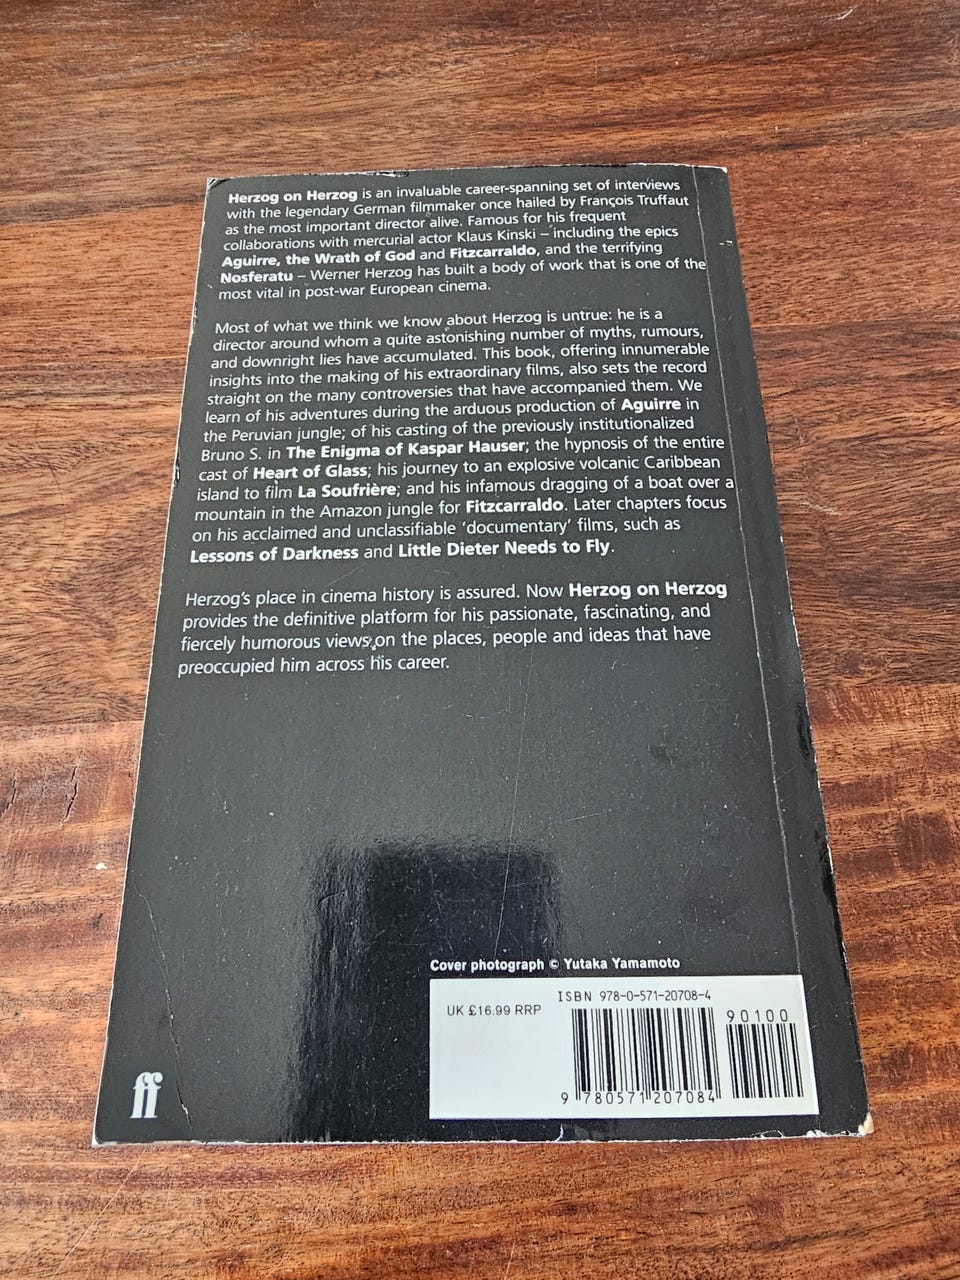 Herzog on Herzog is an invaluable career-spanning set of interviews
with the legendary German filmmaker once hailed by François Truffaut
as the most important director alive. Famous for his frequent
collaborations with mercurial actor Klaus Kinski – including the epics
Aguirre, the Wrath of God and Fitzcarraldo, and the terrifying
Nosferatu – Werner Herzog has built a body of work that is one of the
most vital in post-war European cinema.
Most of what we think we know about Herzog is untrue: he is a
director around whom a quite astonishing number of myths, rumours,
and downright lies have accumulated. This book, offering innumerable
insights into the making of his extraordinary films, also sets the record
straight on the many controversies that have accompanied them. We
learn of his adventures during the arduous production of Aguirre in
the Peruvian jungle; of his casting of the previously institutionalized
Bruno S. in The Enigma of Kaspar Hauser; the hypnosis of the entire
cast of Heart of Glass; his journey to an explosive volcanic Caribbean
island to film La Soufrière; and his infamous dragging of a boat over a
mountain in the Amazon jungle for Fitzcarraldo. Later chapters focus
on his acclaimed and unclassifiable ‘documentary’ films, such as
Lessons of Darkness and Little Dieter Needs to Fly.
Herzog’s place in cinema history is assured. Now Herzog on Herzog
provides the definitive platform for his passionate, fascinating, and
fiercely humorous views on the places, people and ideas that have
preoccupied him across his career.
Cover photograph © Yutaka Yamamoto
ISBN 978-0-571-20708-4
UK £16.99 RRP
90100
9 780571 207084
ff